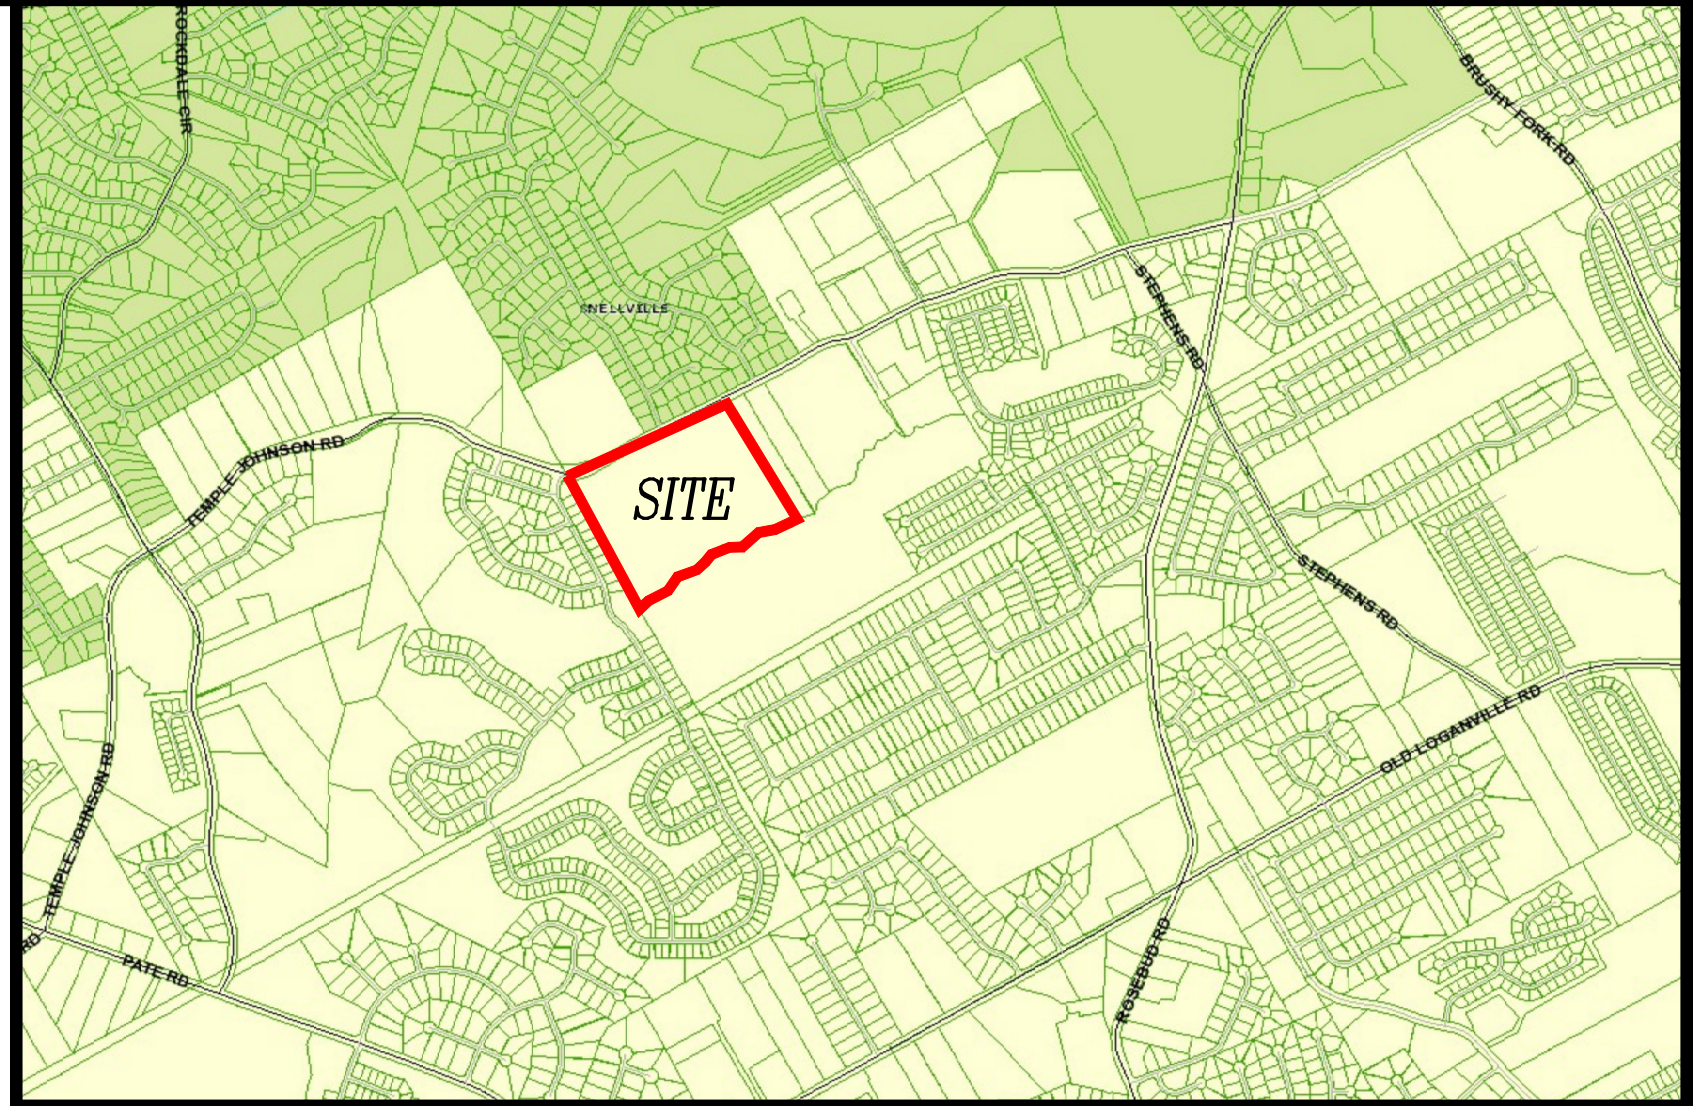 ROCKDALE CIR
BRUSHY FORK RD
SNELLVILLE
STEPHENS RD
TEMPLE JOHNSON RD
SITE
STEPHENS RD
OLD LOGANVILLE RD
TEMPLE JOHNSON RD
RD
PATE RD
ROSEBUD RD